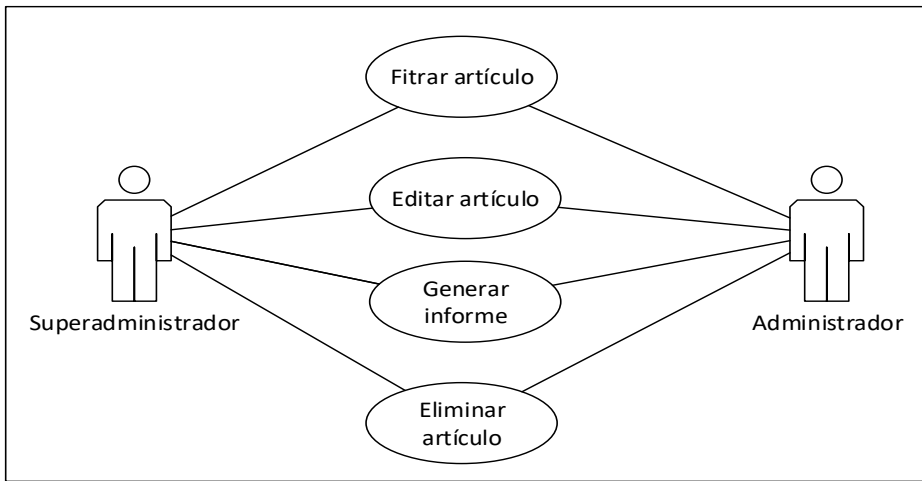 Fitrar artículo
Editar artículo
Generar
informe
Superadministrador
Administrador
Eliminar
artículo